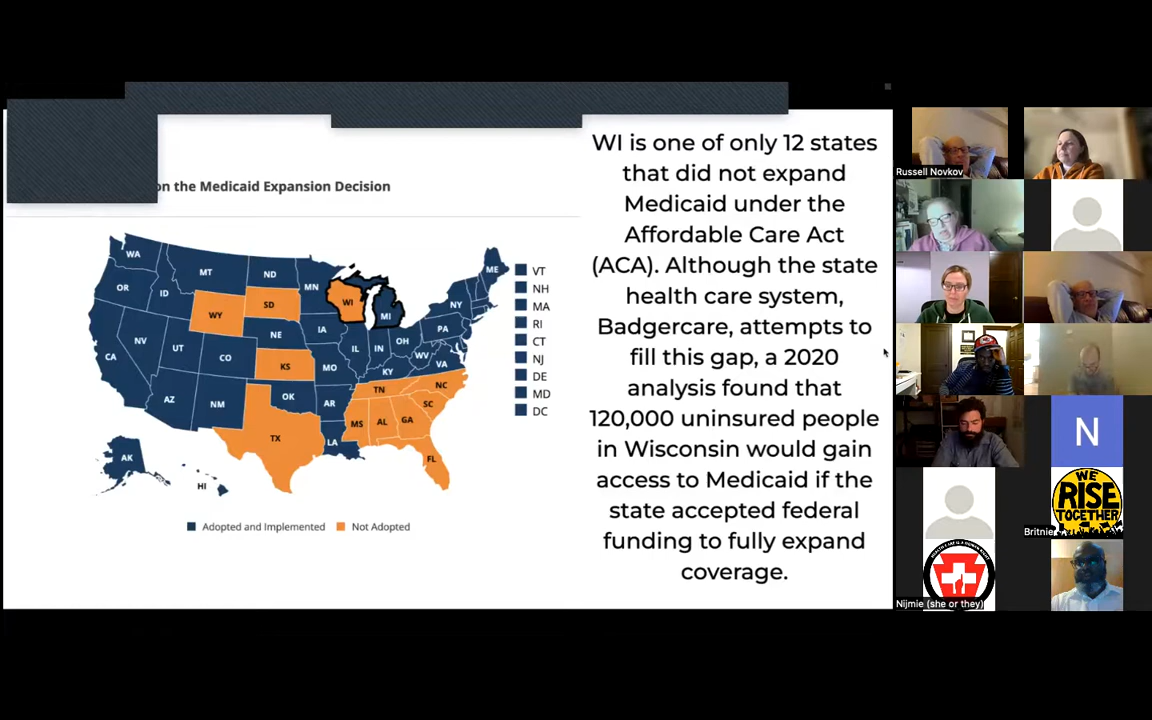 on the Medicaid Expansion Decision
WA
OR
CA
NV
ID
MT
WY
UT
AZ
CO
NM
ND
SD
NE
KS
OK
TX
MN
IA
MO
AR
LA
WI
IL
MI
IN
OH
KY
TN
MS
AL
GA
FL
SC
NC
VA
WV
PA
NY
ME
AK
HI
VT
NH
MA
RI
CT
NJ
DE
MD
DC
Adopted and Implemented
Not Adopted
WI is one of only 12 states
that did not expand
Medicaid under the
Affordable Care Act
(ACA). Although the state
health care system,
Badgercare, attempts to
fill this gap, a 2020
analysis found that
120,000 uninsured people
in Wisconsin would gain
access to Medicaid if the
state accepted federal
funding to fully expand
coverage.
Russell Novkov
N
WE
RISE
TOGETHER
Britnie
Nijmie (she or they)